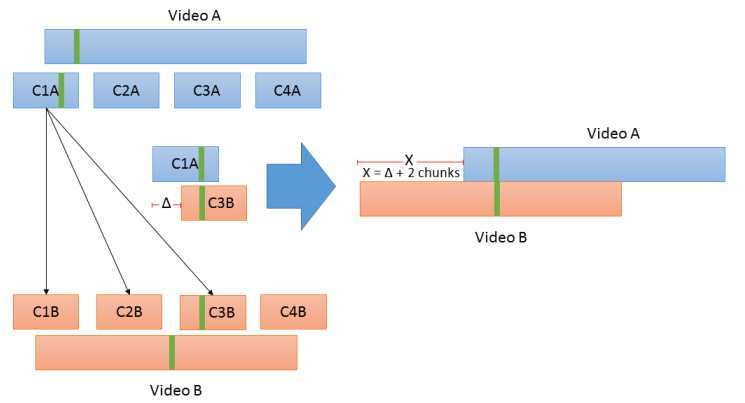 Video A
C1A C2A C3A C4A
C1A
Δ C3B
X
X = Δ + 2 chunks
Video A
Video B
C1B C2B C3B C4B
Video B